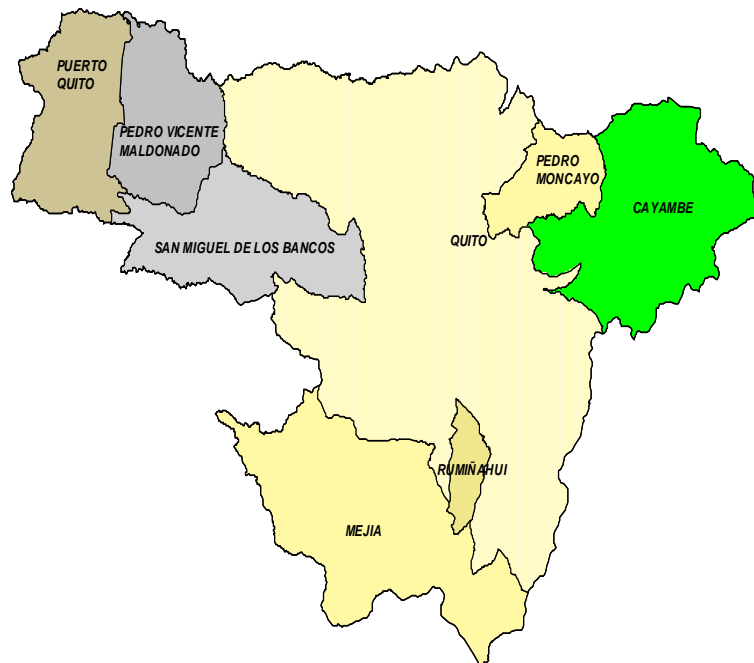 PUERTO
QUITO
PEDRO VICENTE
MALDONADO
PEDRO
MONCAYO
CAYAMBE
SAN MIGUEL DE LOS BANCOS
QUITO
RUMIÑAHUI
MEJIA